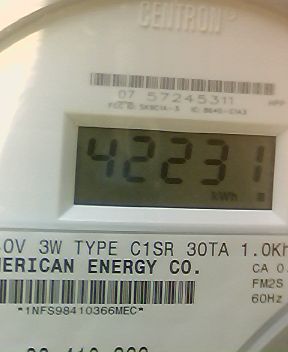 CENTRON
07 57245311
42231
kWh
0V 3W TYPE C1SR 30TA 1.0Kh
MERICAN ENERGY CO.
CA 0.
FM2S
60Hz
*1NFS98410366MEC*